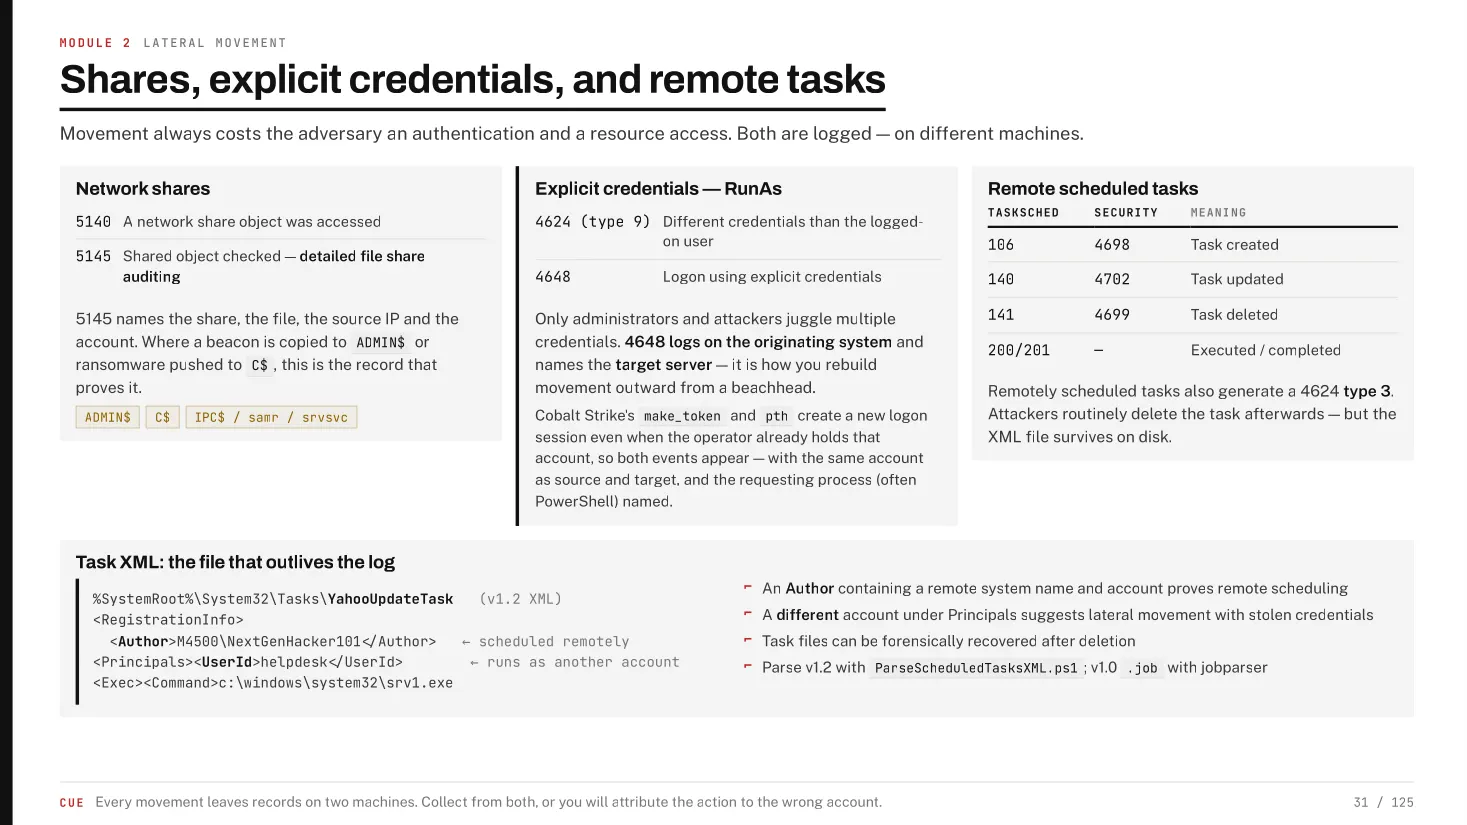 MODULE 2 LATERAL MOVEMENT
Shares, explicit credentials, and remote tasks
Movement always costs the adversary an authentication and a resource access. Both are logged — on different machines.
Network shares
5140 A network share object was accessed
5145 Shared object checked — detailed file share
auditing
5145 names the share, the file, the source IP and the
account. Where a beacon is copied to ADMIN$ or
ransomware pushed to C$ , this is the record that
proves it.
ADMIN$ C$ IPC$ / samr / srvsvc
Explicit credentials — RunAs
4624 (type 9) Different credentials than the logged-
on user
4648 Logon using explicit credentials
Only administrators and attackers juggle multiple
credentials. 4648 logs on the originating system and
names the target server — it is how you rebuild
movement outward from a beachhead.
Cobalt Strike's make_token and pth create a new logon
session even when the operator already holds that
account, so both events appear — with the same account
as source and target, and the requesting process (often
PowerShell) named.
Remote scheduled tasks
TASKSCHED SECURITY MEANING
106 4698 Task created
140 4702 Task updated
141 4699 Task deleted
200/201 — Executed / completed
Remotely scheduled tasks also generate a 4624 type 3.
Attackers routinely delete the task afterwards — but the
XML file survives on disk.
Task XML: the file that outlives the log
%SystemRoot%\System32\Tasks\YahooUpdateTask (v1.2 XML)
<RegistrationInfo>
<Author>M4500\NextGenHacker101</Author> ← scheduled remotely
<Principals><UserId>helpdesk</UserId> ← runs as another account
<Exec><Command>c:\windows\system32\srv1.exe
An Author containing a remote system name and account proves remote scheduling
A different account under Principals suggests lateral movement with stolen credentials
Task files can be forensically recovered after deletion
Parse v1.2 with ParseScheduledTasksXML.ps1 ; v1.0 .job with jobparser
CUE Every movement leaves records on two machines. Collect from both, or you will attribute the action to the wrong account.
31 / 125